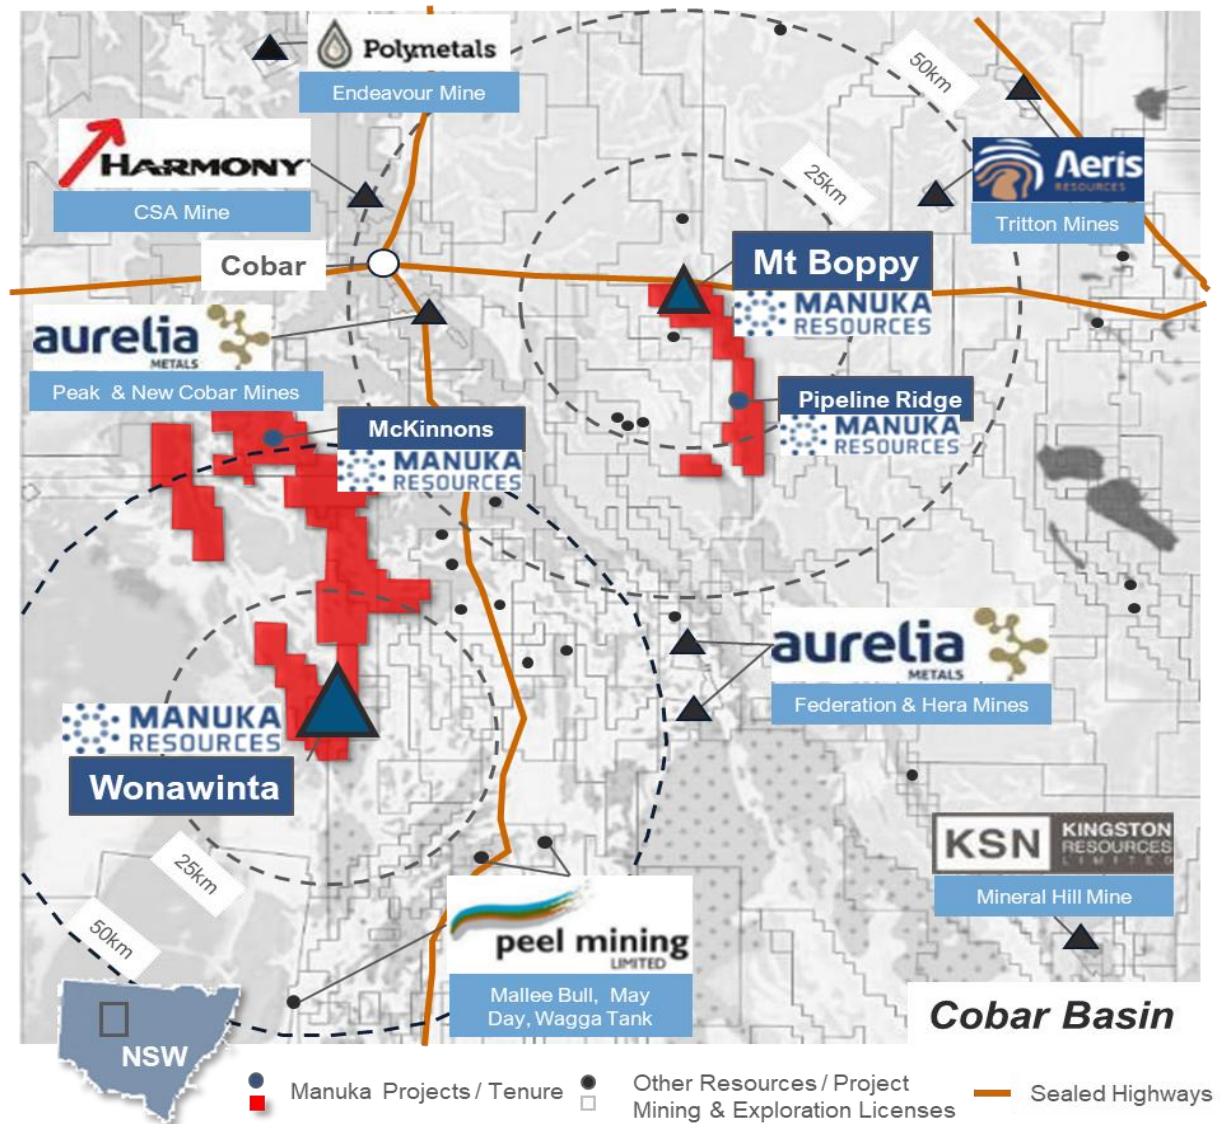 Polymetals
Endeavour Mine
50km
HARMONY
CSA Mine
25km
Aeris
RESOURCES
Tritton Mines
Cobar
Mt Boppy
MANUKA
RESOURCES
aurelia
METALS
Peak & New Cobar Mines
McKinnons
MANUKA
RESOURCES
Pipeline Ridge
MANUKA
RESOURCES
aurelia
METALS
Federation & Hera Mines
MANUKA
RESOURCES
Wonawinta
25km
50km
KSN
KINGSTON
RESOURCES
LIMITED
Mineral Hill Mine
peel mining
LIMITED
Mallee Bull, May
Day, Wagga Tank
Cobar Basin
NSW
Manuka Projects / Tenure
Other Resources / Project
Mining & Exploration Licenses
Sealed Highways